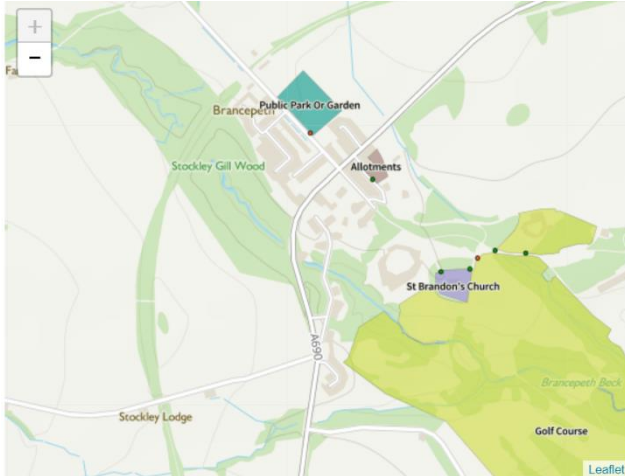 +
−
Fa
Public Park Or Garden
Brancepeth
Stockley Gill Wood
Allotments
St Brandon's Church
A690
Brancepeth Beck
Stockley Lodge
Golf Course
Leaflet